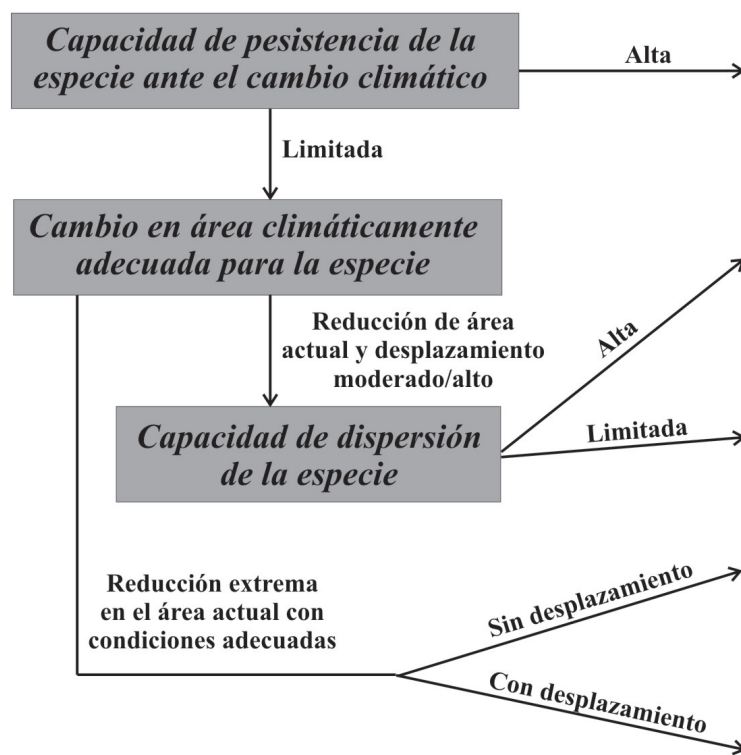 Capacidad de pesistencia de la
especie ante el cambio climático
Alta
Limitada
Cambio en área climáticamente
adecuada para la especie
Reducción de área
actual y desplazamiento
moderado/alto
Alta
Capacidad de dispersión
de la especie
Limitada
Reducción extrema
en el área actual con
condiciones adecuadas
Sin desplazamiento
Con desplazamiento